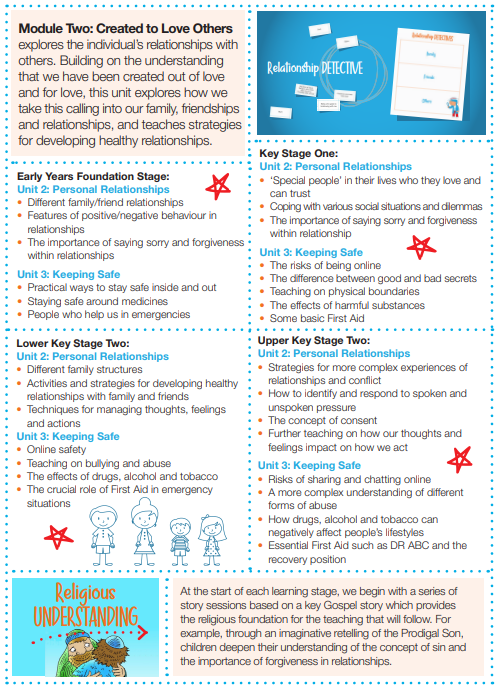 Module Two: Created to Love Others
explores the individual's relationships with
others. Building on the understanding
that we have been created out of love
and for love, this unit explores how we
take this calling into our family, friendships
and relationships, and teaches strategies
for developing healthy relationships.
Relationship DETECTIVE
Relationship DETECTIVE
Family
Friends
Others
Early Years Foundation Stage:
Unit 2: Personal Relationships
• Different family/friend relationships
• Features of positive/negative behaviour in
relationships
• The importance of saying sorry and forgiveness
within relationships
Unit 3: Keeping Safe
• Practical ways to stay safe inside and out
• Staying safe around medicines
• People who help us in emergencies
Key Stage One:
Unit 2: Personal Relationships
• 'Special people' in their lives who they love and
can trust
• Coping with various social situations and dilemmas
• The importance of saying sorry and forgiveness
within relationship
Unit 3: Keeping Safe
• The risks of being online
• The difference between good and bad secrets
• Teaching on physical boundaries
• The effects of harmful substances
• Some basic First Aid
Lower Key Stage Two:
Unit 2: Personal Relationships
• Different family structures
• Activities and strategies for developing healthy
relationships with family and friends
• Techniques for managing thoughts, feelings
and actions
Unit 3: Keeping Safe
• Online safety
• Teaching on bullying and abuse
• The effects of drugs, alcohol and tobacco
• The crucial role of First Aid in emergency
situations
Upper Key Stage Two:
Unit 2: Personal Relationships
• Strategies for more complex experiences of
relationships and conflict
• How to identify and respond to spoken and
unspoken pressure
• The concept of consent
• Further teaching on how our thoughts and
feelings impact on how we act
Unit 3: Keeping Safe
• Risks of sharing and chatting online
• A more complex understanding of different
forms of abuse
• How drugs, alcohol and tobacco can
negatively affect people's lifestyles
• Essential First Aid such as DR ABC and the
recovery position
Religious
UNDERSTANDING
At the start of each learning stage, we begin with a series of
story sessions based on a key Gospel story which provides
the religious foundation for the teaching that will follow. For
example, through an imaginative retelling of the Prodigal Son,
children deepen their understanding of the concept of sin and
the importance of forgiveness in relationships.